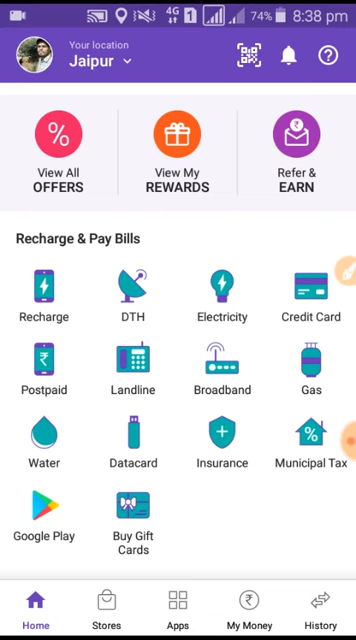 4G 1 74% 8:38 pm
Your location
Jaipur
%
₹
View All
OFFERS
View My
REWARDS
Refer &
EARN
Recharge & Pay Bills
Recharge
DTH
Electricity
Credit Card
₹
Postpaid
Landline
Broadband
Gas
%
Water
Datacard
Insurance
Municipal Tax
Google Play
Buy Gift
Cards
₹
Home
Stores
Apps
My Money
History